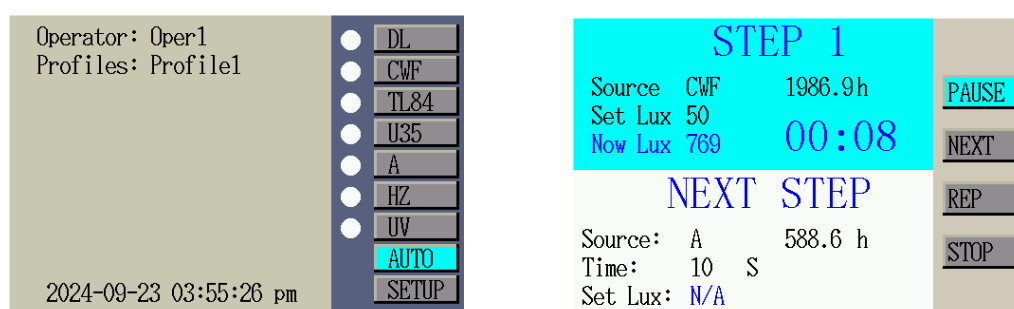 Operator: Oper1
Profiles: Profile1
2024-09-23 03:55:26 pm
DL
CWF
TL84
U35
A
HZ
UV
AUTO
SETUP
STEP 1
Source CWF 1986.9h
Set Lux 50
Now Lux 769 00:08
NEXT STEP
Source: A 588.6 h
Time: 10 S
Set Lux: N/A
PAUSE
NEXT
REP
STOP